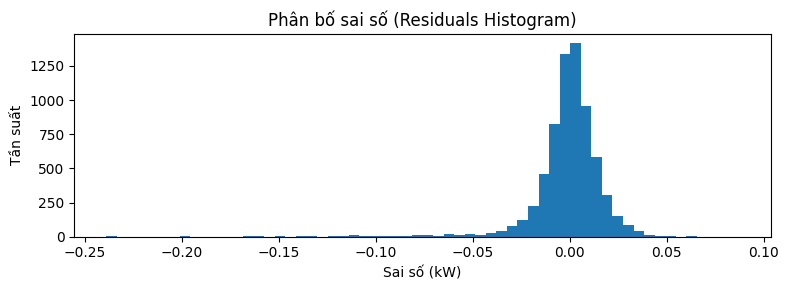 Phân bố sai số (Residuals Histogram)
Tần suất
1250
1000
750
500
250
0
−0.25 −0.20 −0.15 −0.10 −0.05 0.00 0.05 0.10
Sai số (kW)